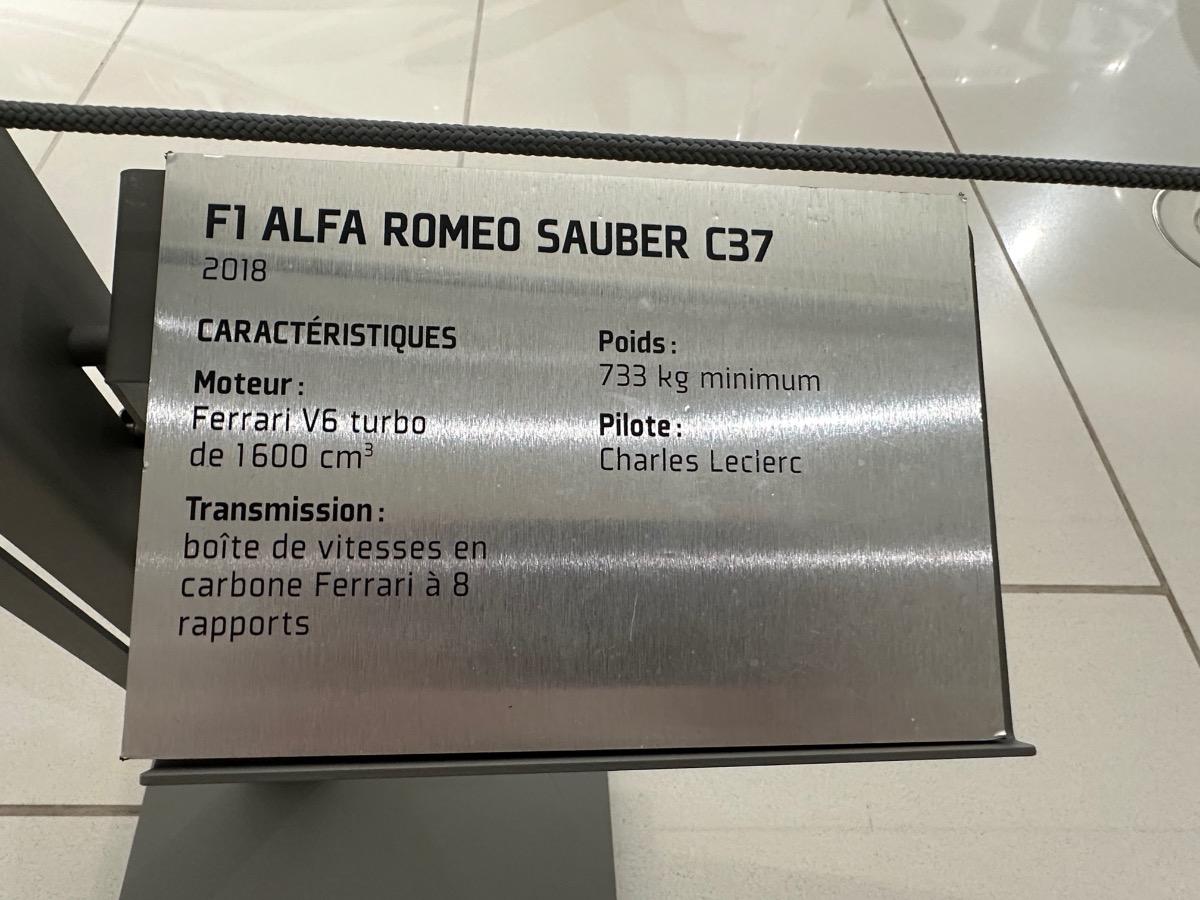 F1 ALFA ROMEO SAUBER C37
2018
CARACTÉRISTIQUES
Moteur :
Ferrari V6 turbo
de 1600 cm³
Transmission :
boîte de vitesses en
carbone Ferrari à 8
rapports
Poids :
733 kg minimum
Pilote :
Charles Leclerc